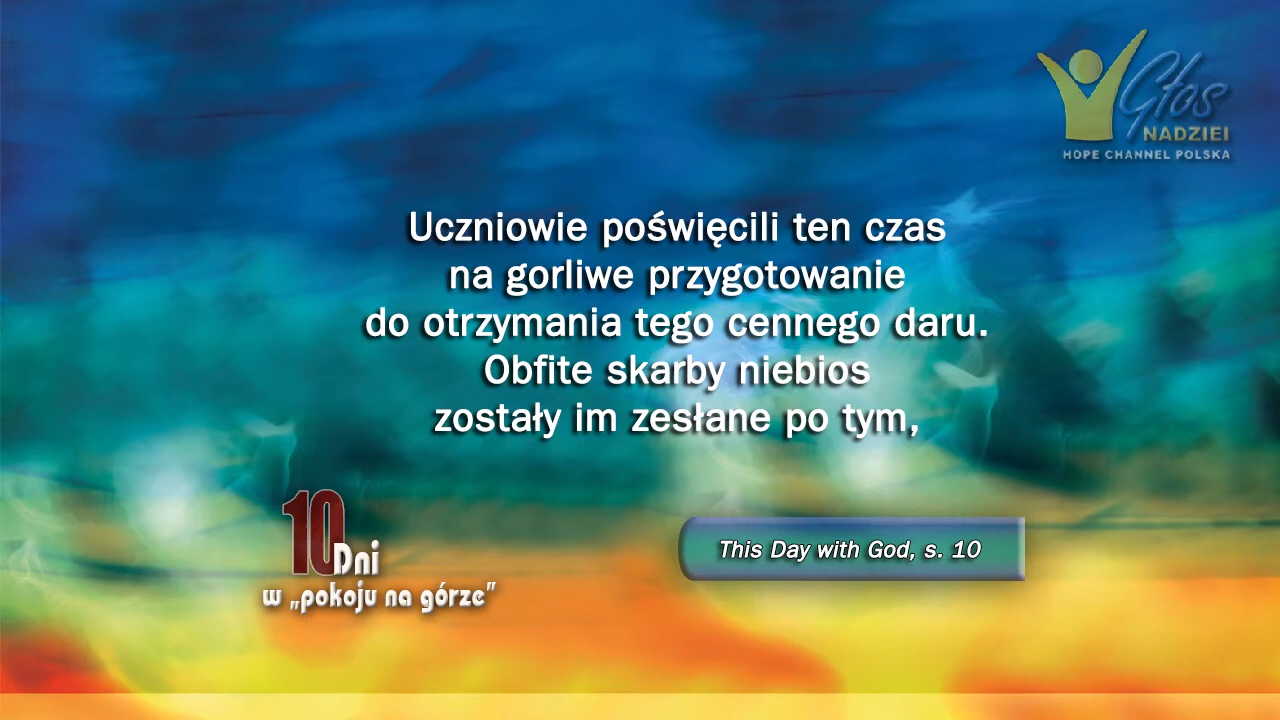 Głos
NADZIEI
HOPE CHANNEL POLSKA
Uczniowie poświęcili ten czas
na gorliwe przygotowanie
do otrzymania tego cennego daru.
Obfite skarby niebios
zostały im zesłane po tym,
10 Dni
w „pokoju na górze”
This Day with God, s. 10